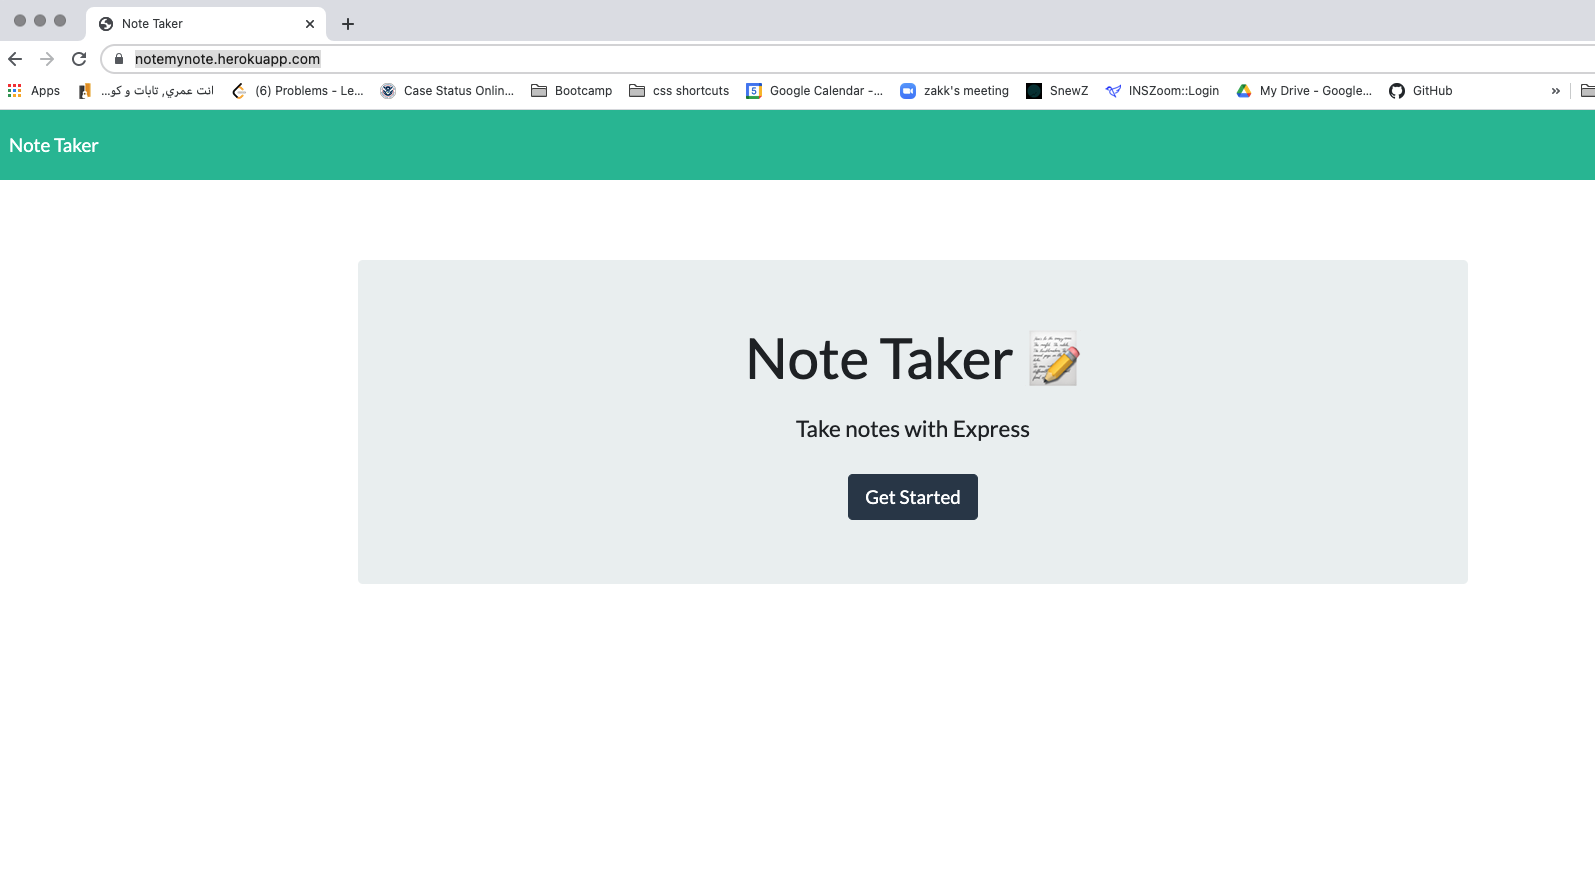 Note Taker
notemynote.herokuapp.com
Apps
انت عمري, تابات و كو...
(6) Problems - Le...
Case Status Onlin...
Bootcamp
css shortcuts
5
Google Calendar -...
zakk's meeting
SnewZ
INSZoom::Login
My Drive - Google...
GitHub
»
Note Taker
Note Taker
Take notes with Express
Get Started